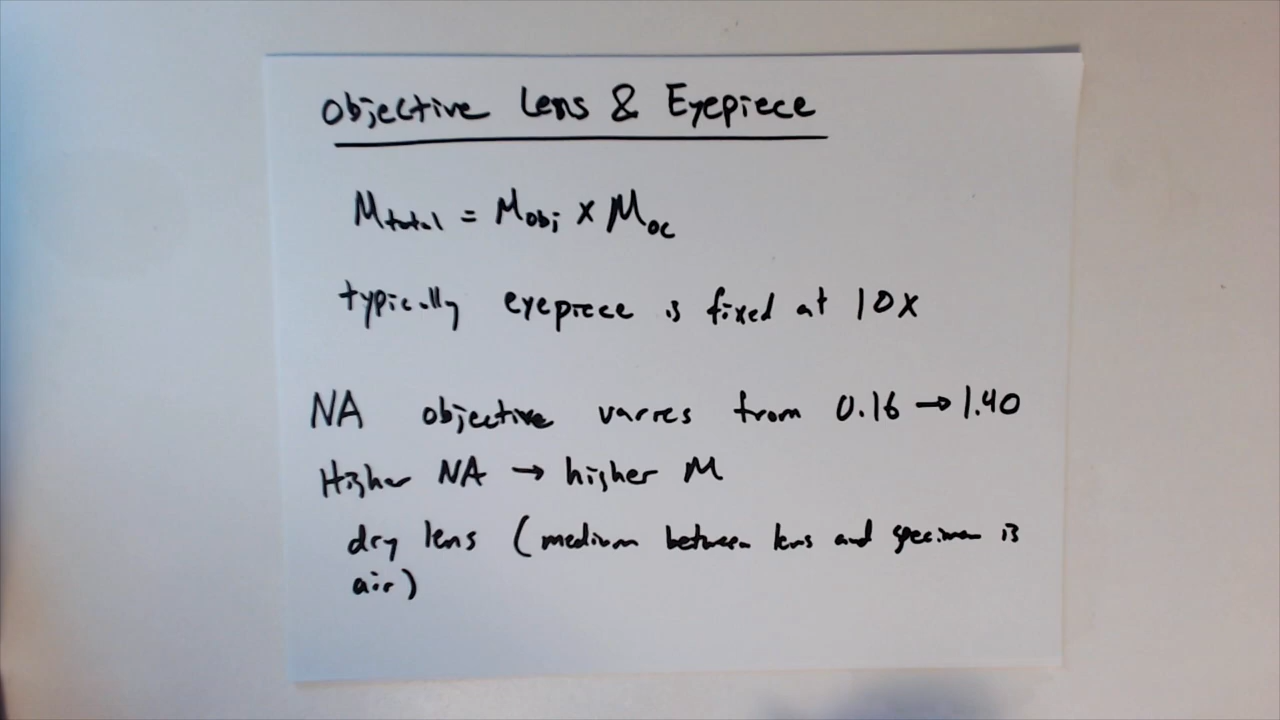 Objective Lens & Eyepiece
Mtotal = Mobj x Moc
typically eyepiece is fixed at 10x
NA objective varies from 0.16 → 1.40
Higher NA → higher M
dry lens (medium between lens and specimen is
air)